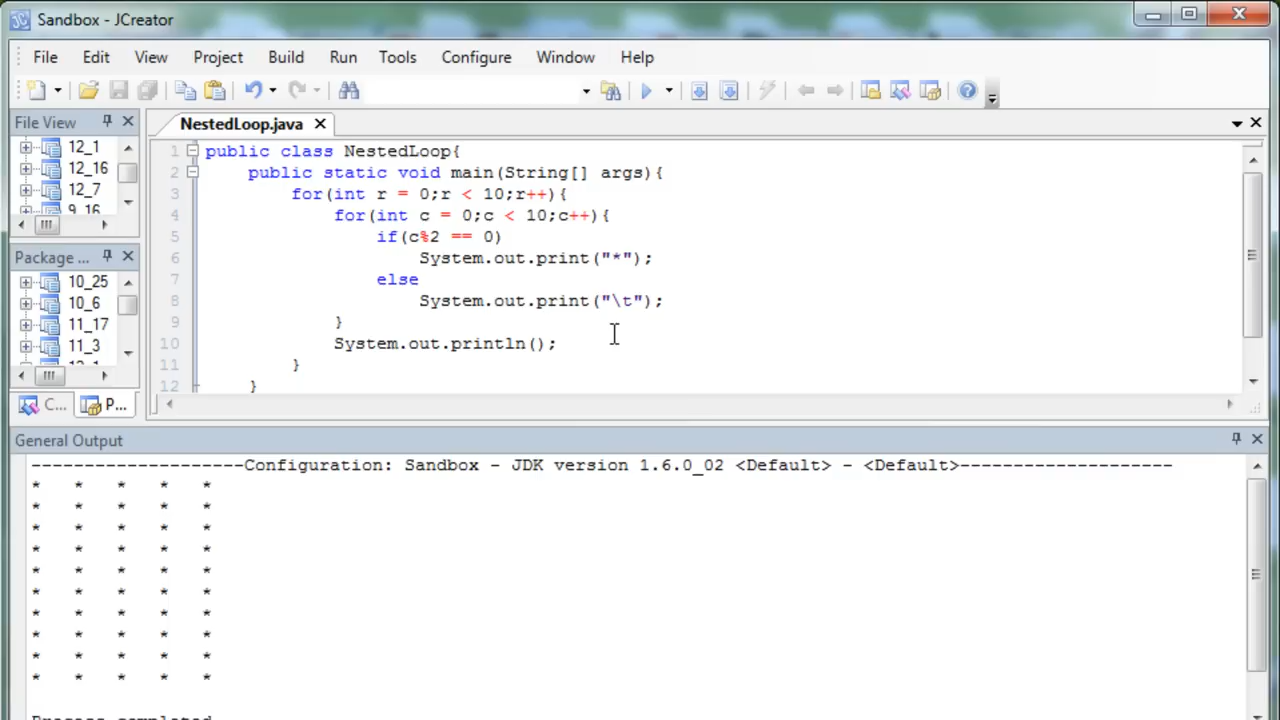 Sandbox - JCreator
File Edit View Project Build Run Tools Configure Window Help
File View
12_1
12_16
12_7
9_16
Package ...
10_25
10_6
11_17
11_3
C...
P...
NestedLoop.java
1 public class NestedLoop{
2 public static void main(String[] args){
3 for(int r = 0;r < 10;r++){
4 for(int c = 0;c < 10;c++){
5 if(c%2 == 0)
6 System.out.print("*");
7 else
8 System.out.print("\t");
9 }
10 System.out.println();
11 }
12 }
General Output
--------------------Configuration: Sandbox - JDK version 1.6.0_02 <Default> - <Default>--------------------
* * * * *
* * * * *
* * * * *
* * * * *
* * * * *
* * * * *
* * * * *
* * * * *
* * * * *
* * * * *
Process completed